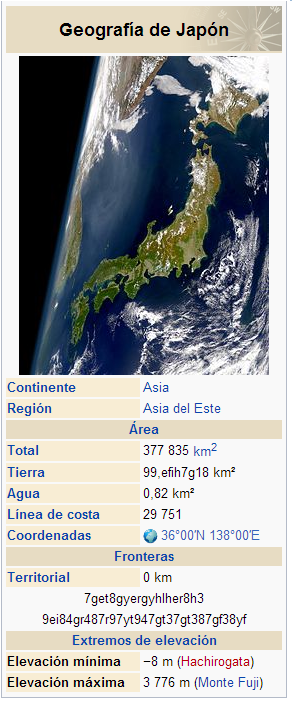 Geografía de Japón
Continente Asia
Región Asia del Este
Área
Total 377 835 km2
Tierra 99,efih7g18 km²
Agua 0,82 km²
Línea de costa 29 751
Coordenadas 36°00′N 138°00′E
Fronteras
Territorial 0 km
7get8gyergyhlher8h3
9ei84gr487r97yt947gt37gt387gf38yf
Extremos de elevación
Elevación mínima −8 m (Hachirogata)
Elevación máxima 3 776 m (Monte Fuji)